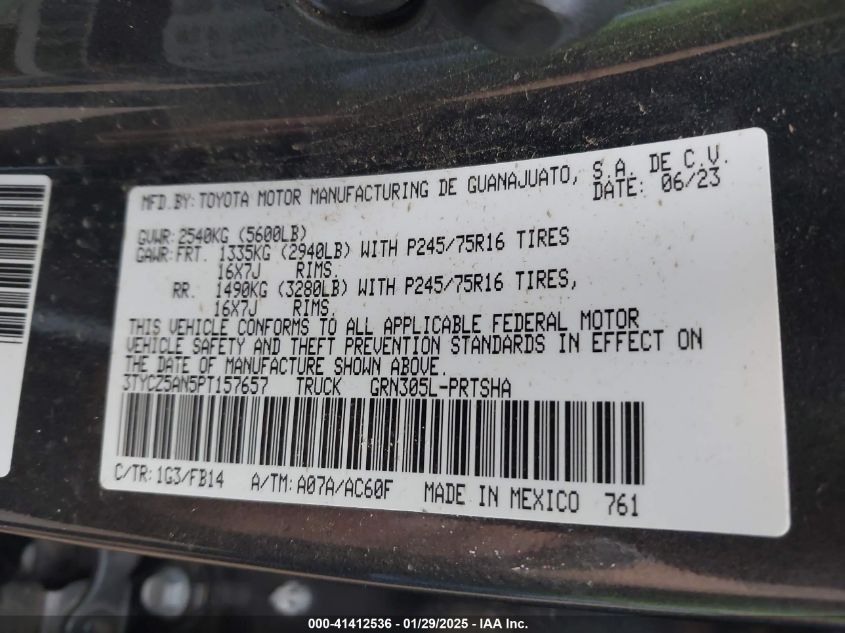 MFD.BY: TOYOTA MOTOR MANUFACTURING DE GUANAJUATO, S.A. DE C.V.
DATE: 06/23
GVWR: 2540KG (5600LB)
GAWR: FRT. 1335KG (2940LB) WITH P245/75R16 TIRES
16X7J RIMS.
RR. 1490KG (3280LB) WITH P245/75R16 TIRES,
16X7J RIMS.
THIS VEHICLE CONFORMS TO ALL APPLICABLE FEDERAL MOTOR
VEHICLE SAFETY AND THEFT PREVENTION STANDARDS IN EFFECT ON
THE DATE OF MANUFACTURE SHOWN ABOVE.
3TYCZ5AN5PT157657 TRUCK GRN305L-PRTSHA
C/TR: 1G3/FB14 A/TM: A07A/AC60F MADE IN MEXICO 761
000-41412536 - 01/29/2025 - IAA Inc.